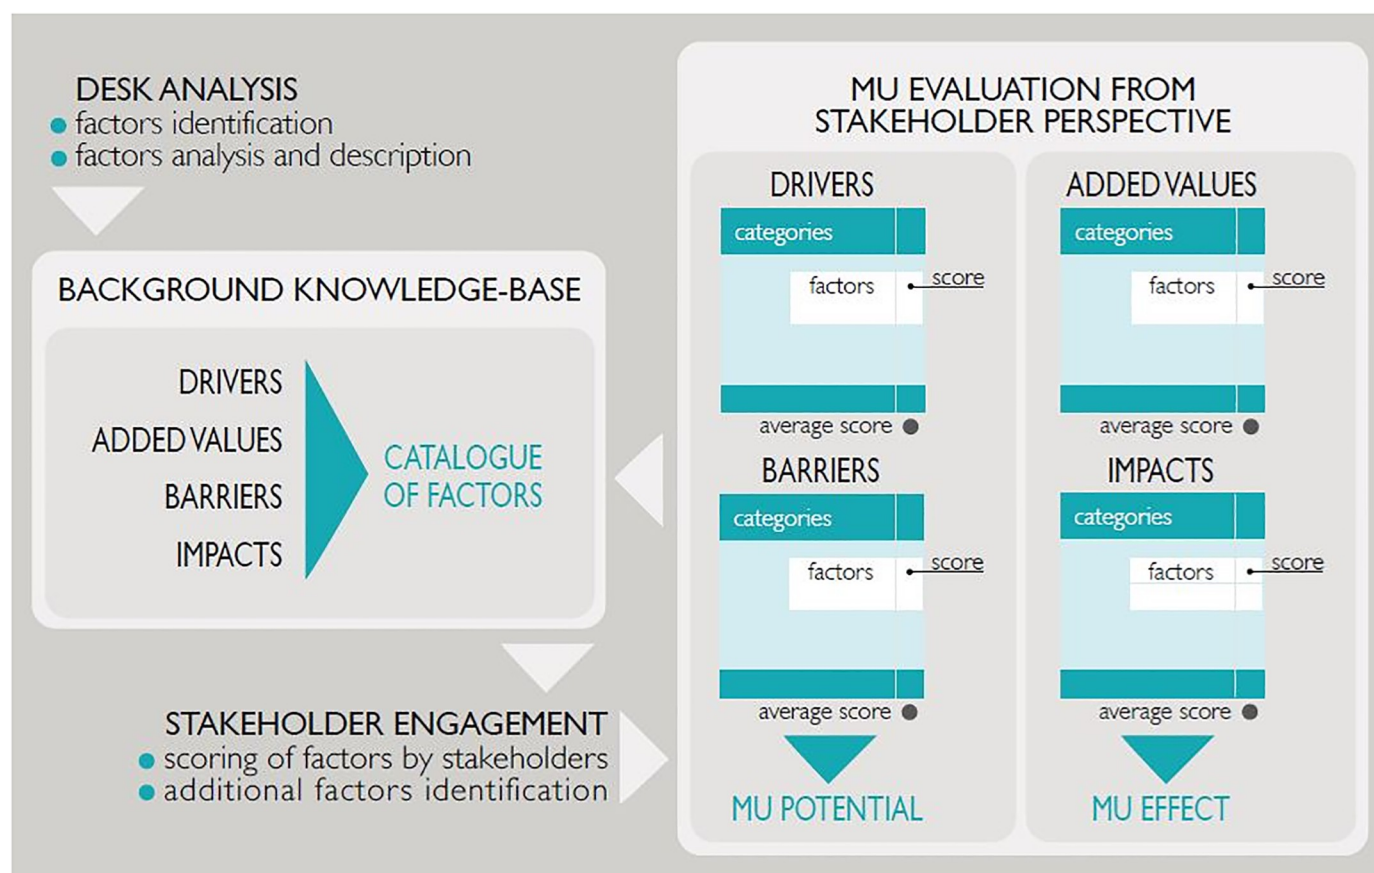 DESK ANALYSIS
factors identification
factors analysis and description
BACKGROUND KNOWLEDGE-BASE
DRIVERS
ADDED VALUES
BARRIERS
IMPACTS
CATALOGUE
OF FACTORS
STAKEHOLDER ENGAGEMENT
scoring of factors by stakeholders
additional factors identification
MU EVALUATION FROM
STAKEHOLDER PERSPECTIVE
DRIVERS
categories
factors
score
average score
BARRIERS
categories
factors
score
average score
MU POTENTIAL
ADDED VALUES
categories
factors
score
average score
IMPACTS
categories
factors
score
average score
MU EFFECT